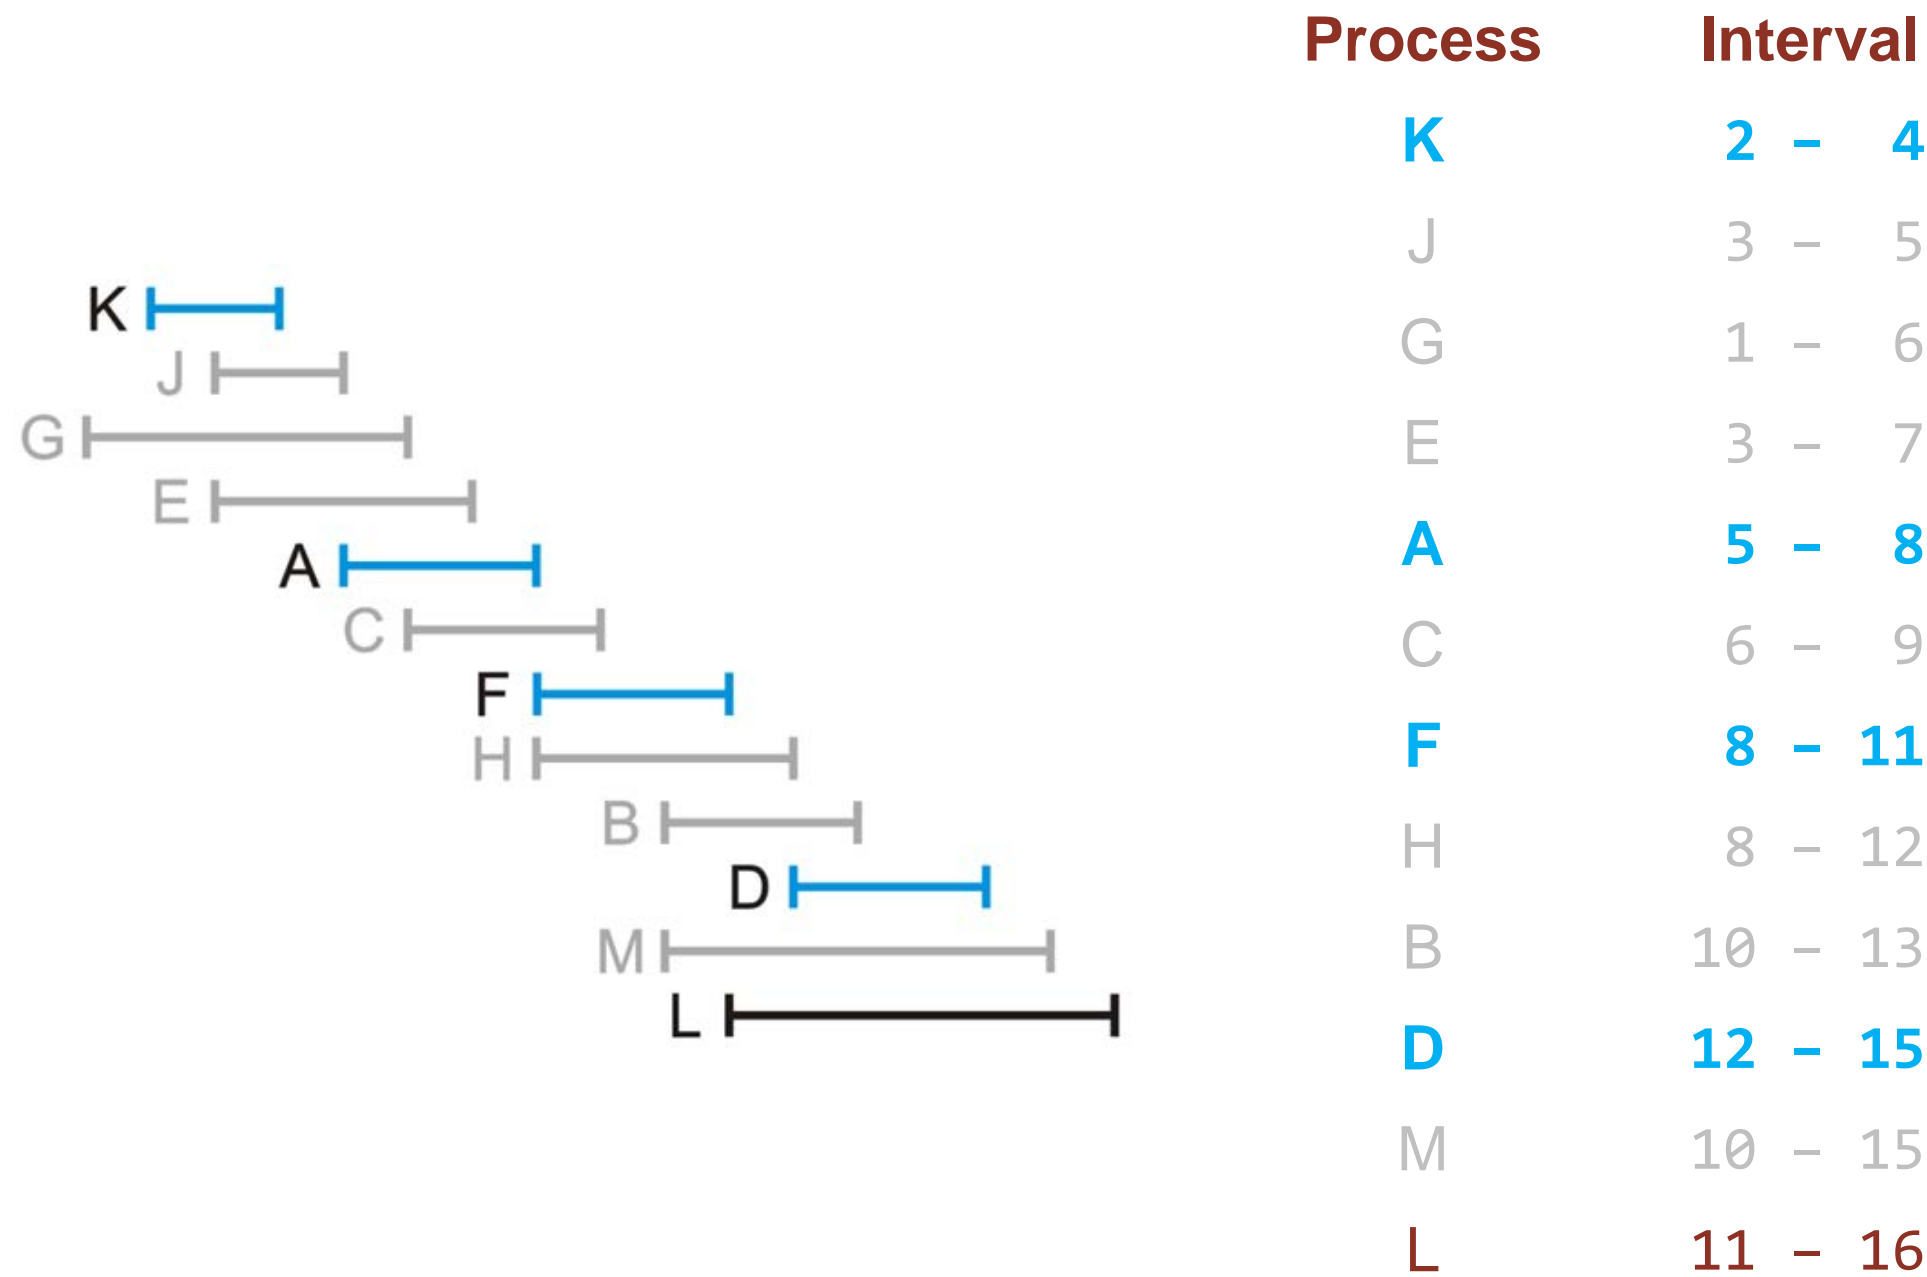 Process Interval
K 2 – 4
J 3 – 5
G 1 – 6
E 3 – 7
A 5 – 8
C 6 – 9
F 8 – 11
H 8 – 12
B 10 – 13
D 12 – 15
M 10 – 15
L 11 – 16
K
J
G
E
A
C
F
H
B
D
M
L